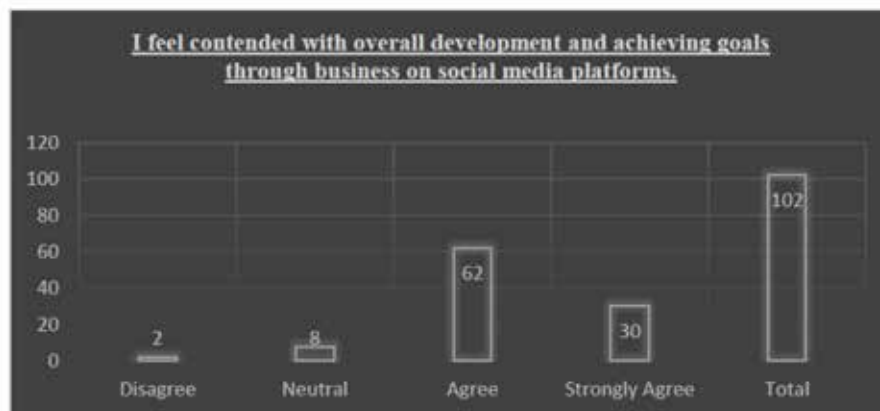 I feel contended with overall development and achieving goals
through business on social media platforms.
120
100
80
60
40
20
0
2
8
62
30
102
Disagree
Neutral
Agree
Strongly Agree
Total